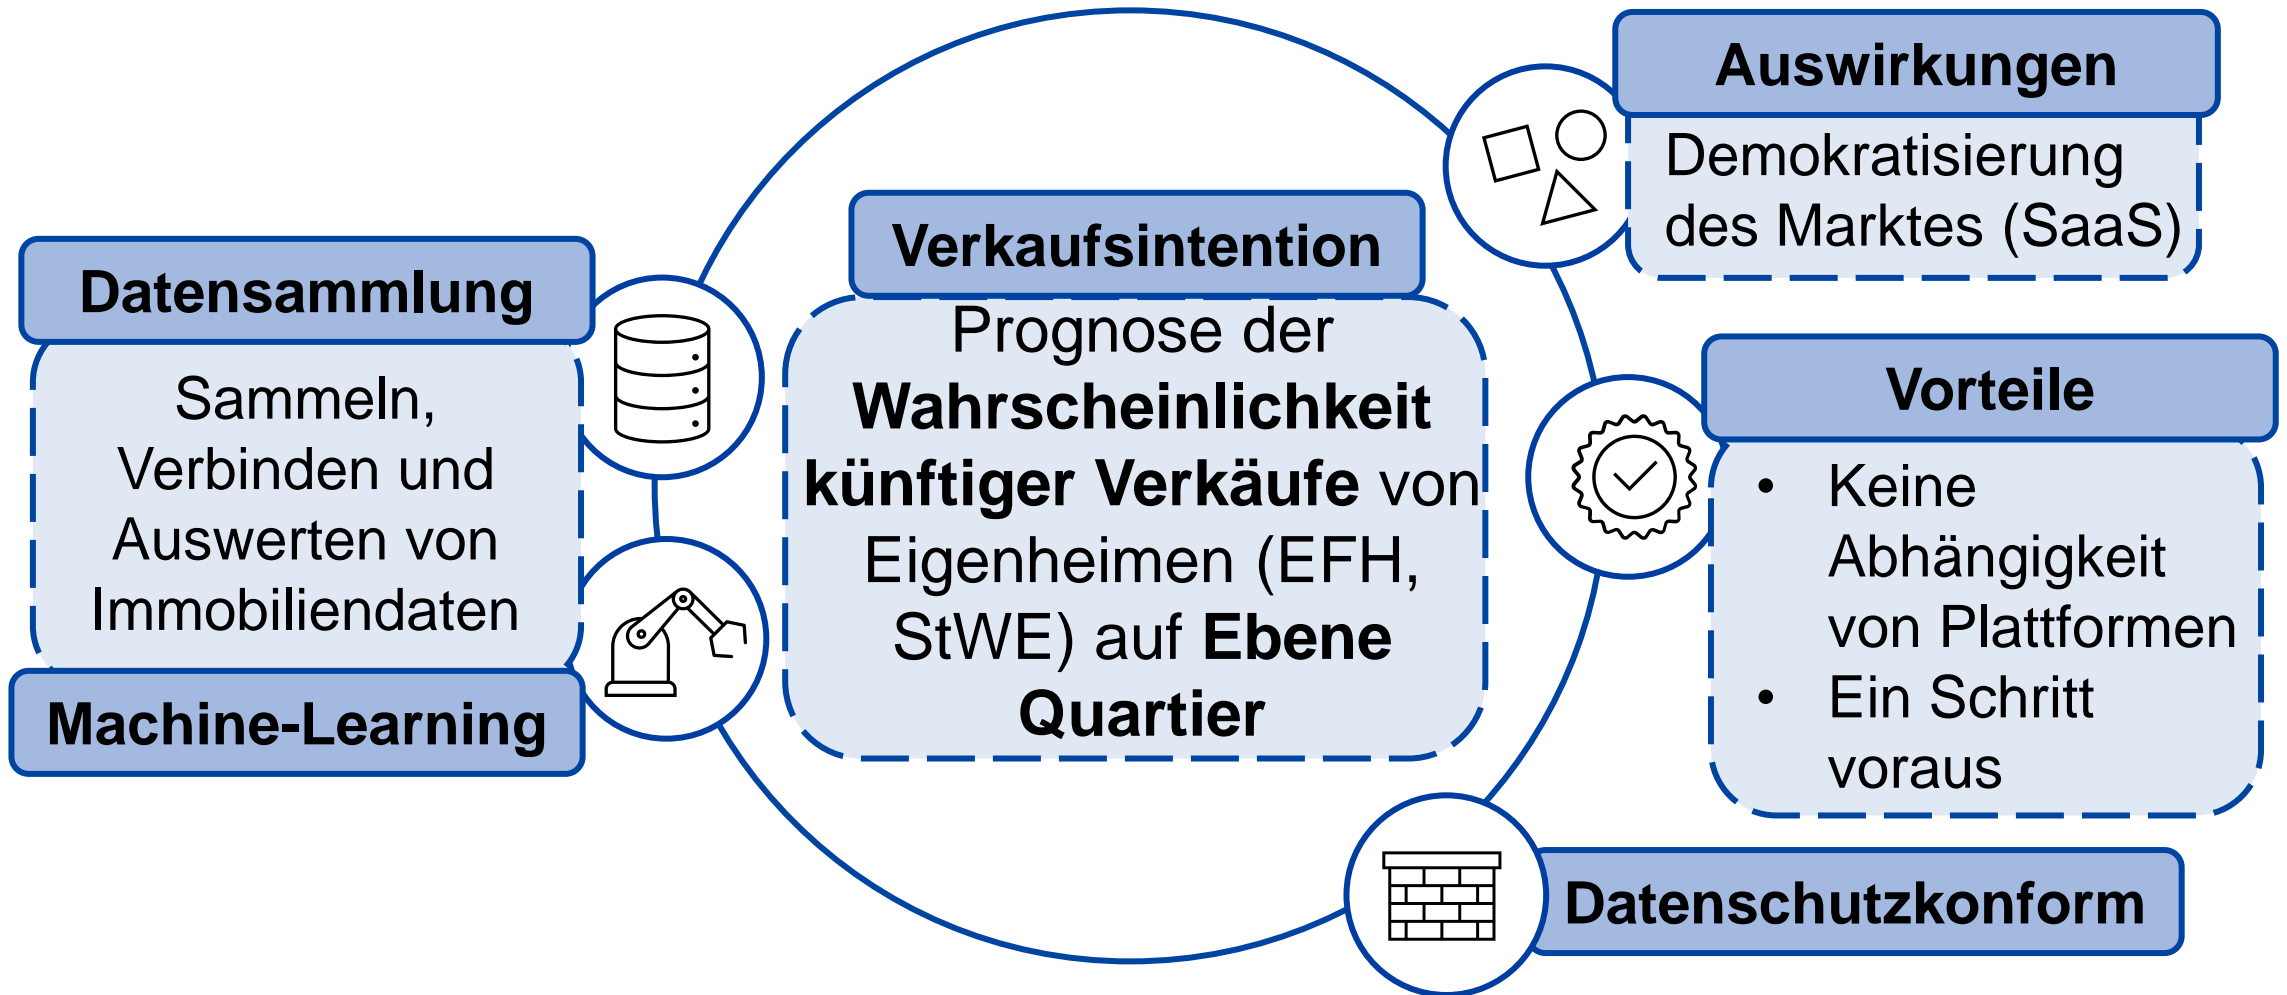 Datensammlung
Sammeln,
Verbinden und
Auswerten von
Immobiliendaten
Machine-Learning
Verkaufsintention
Prognose der
Wahrscheinlichkeit
künftiger Verkäufe von
Eigenheimen (EFH,
StWE) auf Ebene
Quartier
Auswirkungen
Demokratisierung
des Marktes (SaaS)
Vorteile
• Keine
Abhängigkeit
von Plattformen
• Ein Schritt
voraus
Datenschutzkonform